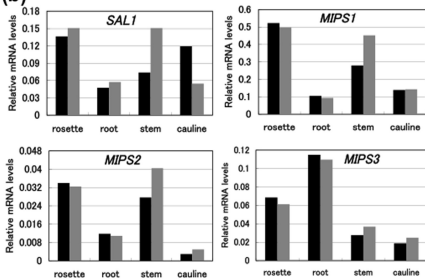 (b)
SAL1
Relative mRNA levels
0.18
0.15
0.12
0.09
0.06
0.03
0
rosette root stem cauline
MIPS1
Relative mRNA levels
0.6
0.5
0.4
0.3
0.2
0.1
0
rosette root stem cauline
MIPS2
Relative mRNA levels
0.048
0.04
0.032
0.024
0.016
0.008
0
rosette root stem cauline
MIPS3
Relative mRNA levels
0.12
0.1
0.08
0.06
0.04
0.02
0
rosette root stem cauline